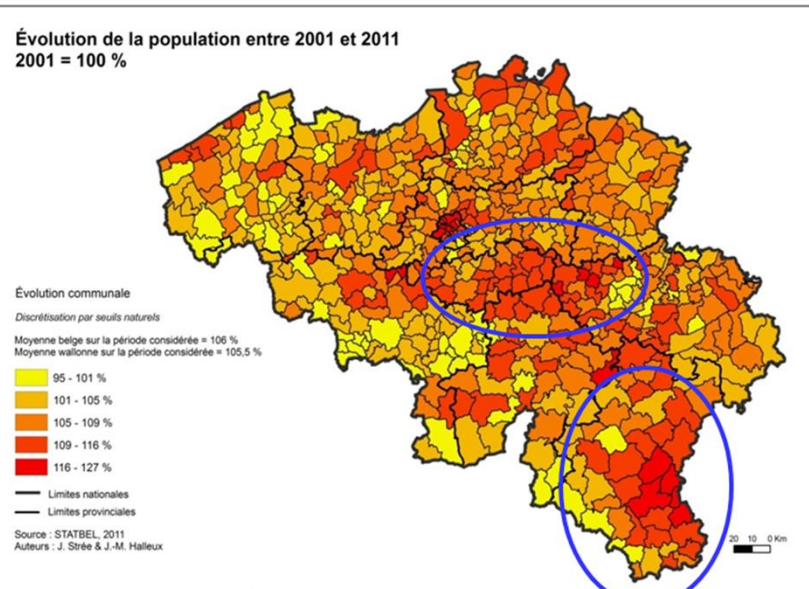 Évolution de la population entre 2001 et 2011
2001 = 100 %
Évolution communale
Discrétisation par seuils naturels
Moyenne belge sur la période considérée = 106 %
Moyenne wallonne sur la période considérée = 105,5 %
95 - 101 %
101 - 105 %
105 - 109 %
109 - 116 %
116 - 127 %
Limites nationales
Limites provinciales
Source : STATBEL, 2011
Auteurs : J. Strée & J.-M. Halleux
20 10 0 Km